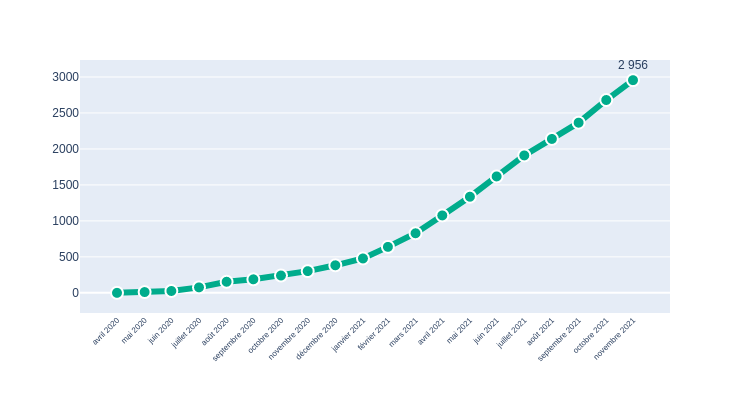 2 956
3000
2500
2000
1500
1000
500
0
avril 2020
mai 2020
juin 2020
juillet 2020
août 2020
septembre 2020
octobre 2020
novembre 2020
décembre 2020
janvier 2021
février 2021
mars 2021
avril 2021
mai 2021
juin 2021
juillet 2021
août 2021
septembre 2021
octobre 2021
novembre 2021